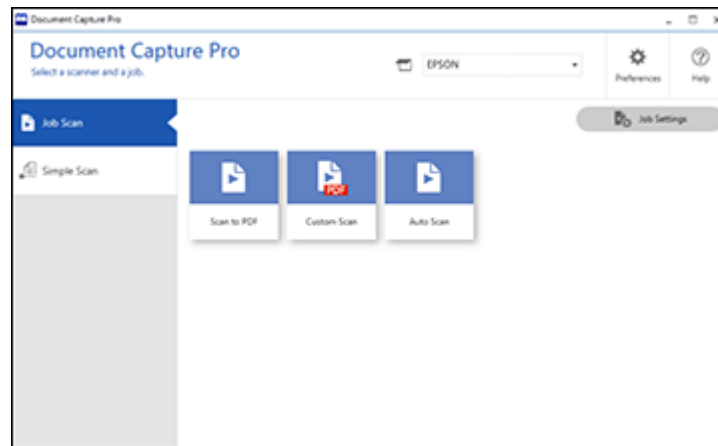 Document Capture Pro
Document Capture Pro
Select a scanner and a job.
EPSON
Preferences
Help
Job Scan
Job Settings
Simple Scan
PDF
Scan to PDF
Custom Scan
Auto Scan